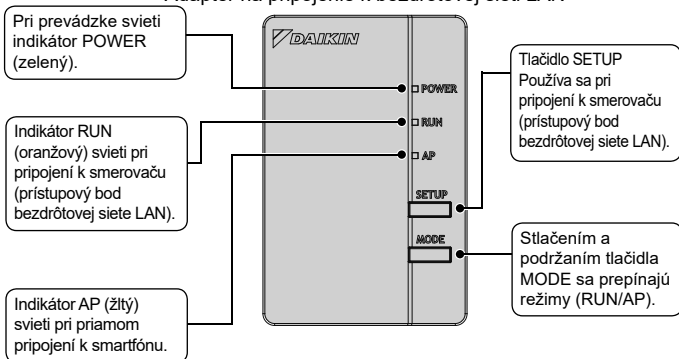 Adaptér na pripojenie k bezdrôtovej sieti LAN
Pri prevádzke svieti
indikátor POWER
(zelený).
Indikátor RUN
(oranžový) svieti pri
pripojení k smerovaču
(prístupový bod
bezdrôtovej siete LAN).
Indikátor AP (žltý)
svieti pri priamom
pripojení k smartfónu.
DAIKIN
POWER
RUN
AP
SETUP
MODE
Tlačidlo SETUP
Používa sa pri
pripojení k smerovaču
(prístupový bod
bezdrôtovej siete LAN).
Stlačením a
podržaním tlačidla
MODE sa prepínajú
režimy (RUN/AP).